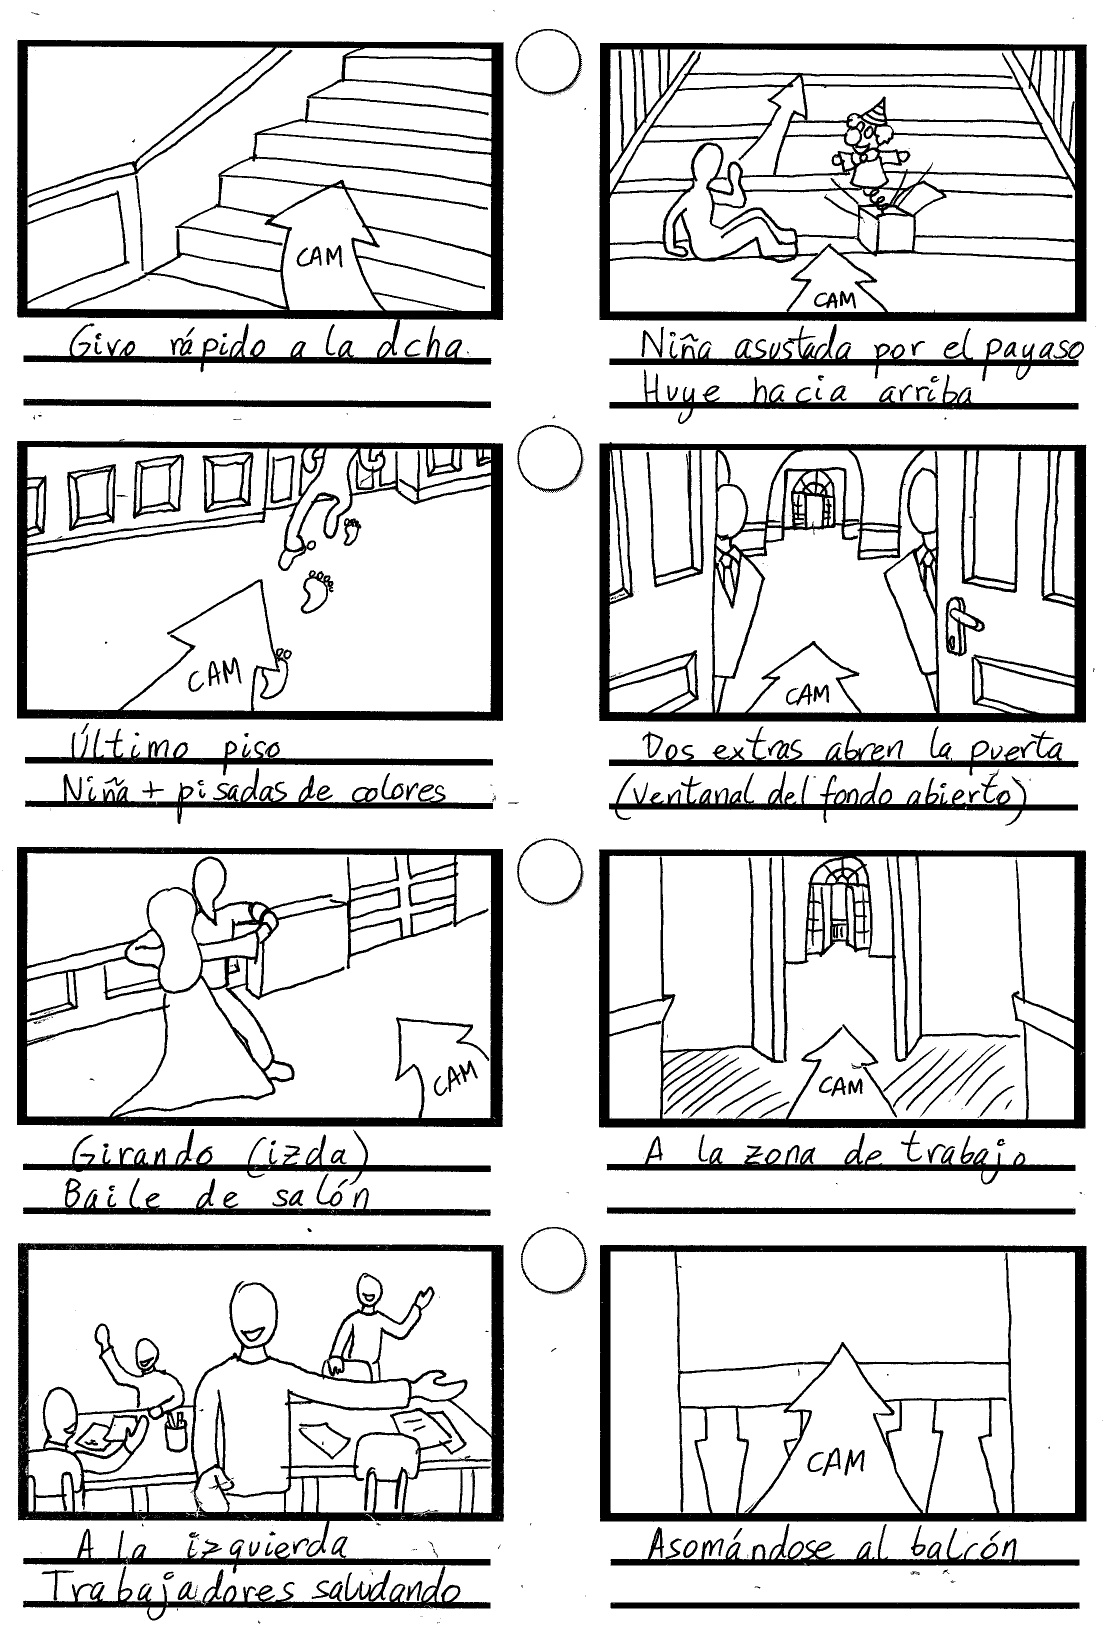 CAM
Giro rápido a la dcha.
CAM
Niña asustada por el payaso
Huye hacia arriba
CAM
Último piso
Niña + pisadas de colores
CAM
Dos extras abren la puerta
(Ventanal del fondo abierto)
CAM
Girando (izda)
Baile de salón
CAM
A la zona de trabajo
A la izquierda
Trabajadores saludando
CAM
Asomándose al balcón